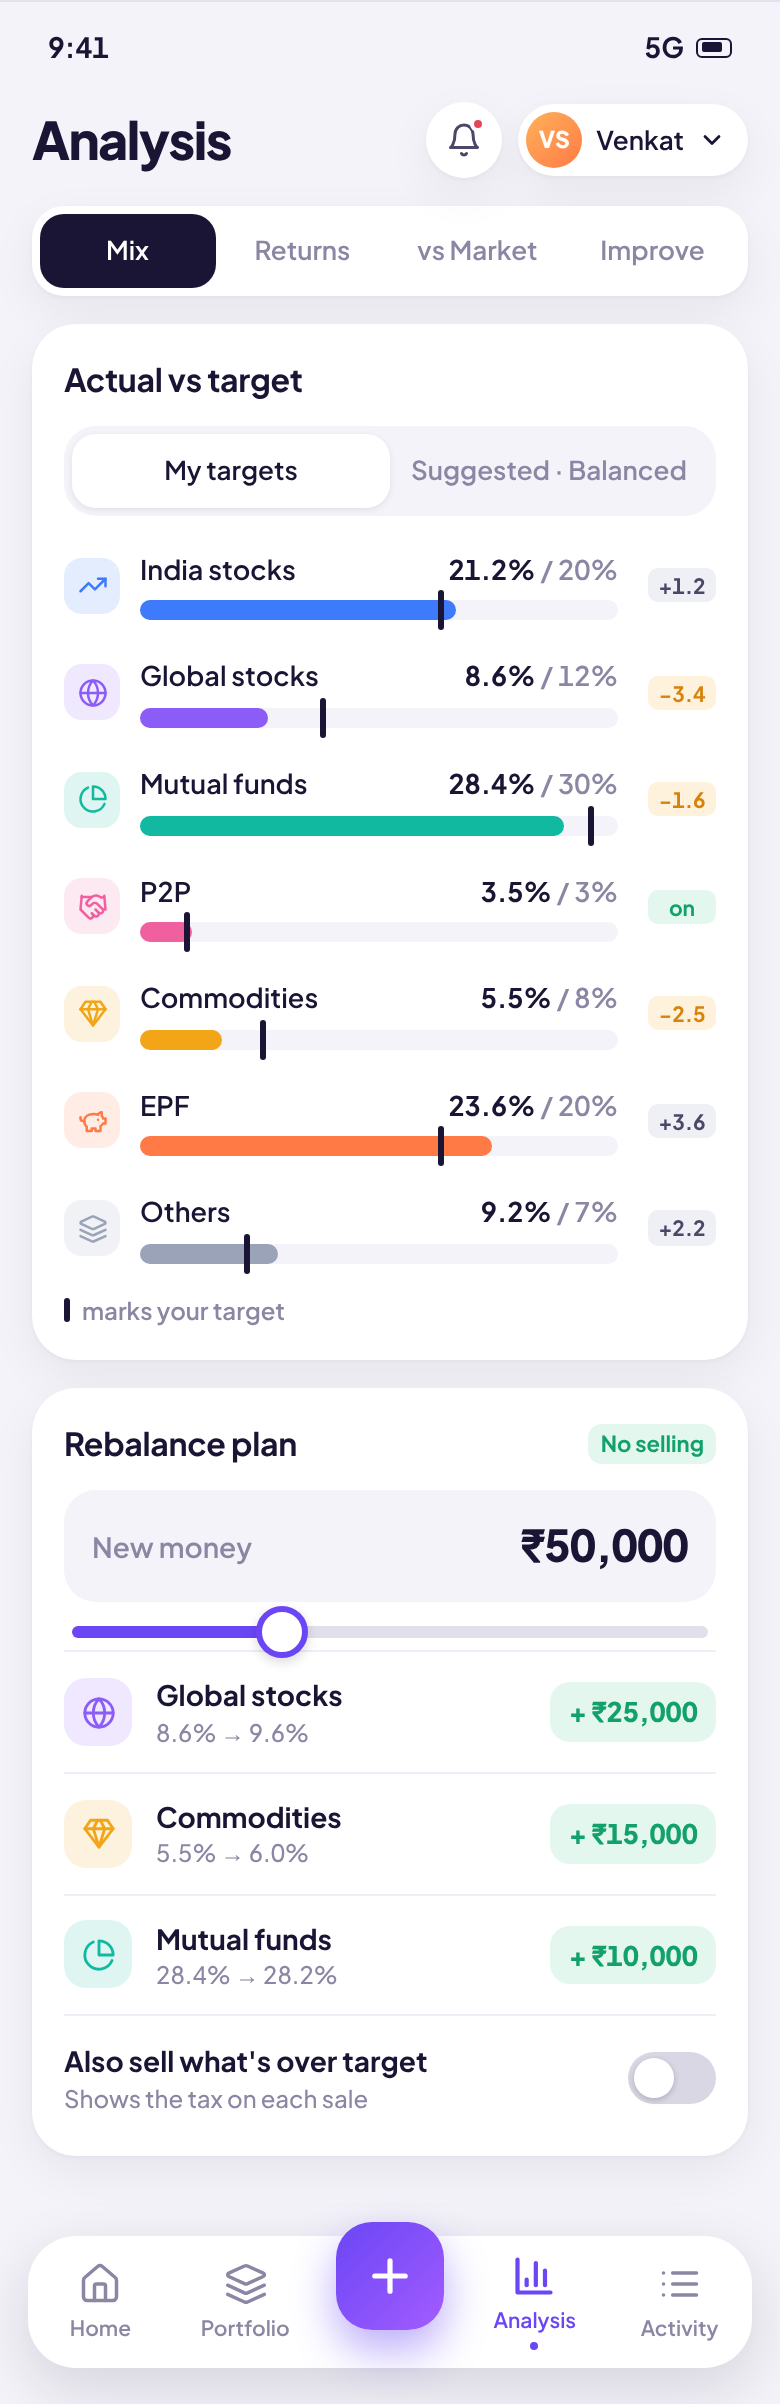 9:41 5G
Analysis VS Venkat
Mix Returns vs Market Improve
Actual vs target
My targets Suggested · Balanced
India stocks 21.2% / 20% +1.2
Global stocks 8.6% / 12% −3.4
Mutual funds 28.4% / 30% −1.6
P2P 3.5% / 3% on
Commodities 5.5% / 8% −2.5
EPF 23.6% / 20% +3.6
Others 9.2% / 7% +2.2
marks your target
Rebalance plan No selling
New money ₹50,000
Global stocks + ₹25,000
8.6% → 9.6%
Commodities + ₹15,000
5.5% → 6.0%
Mutual funds + ₹10,000
28.4% → 28.2%
Also sell what's over target
Shows the tax on each sale
Home Portfolio Analysis Activity